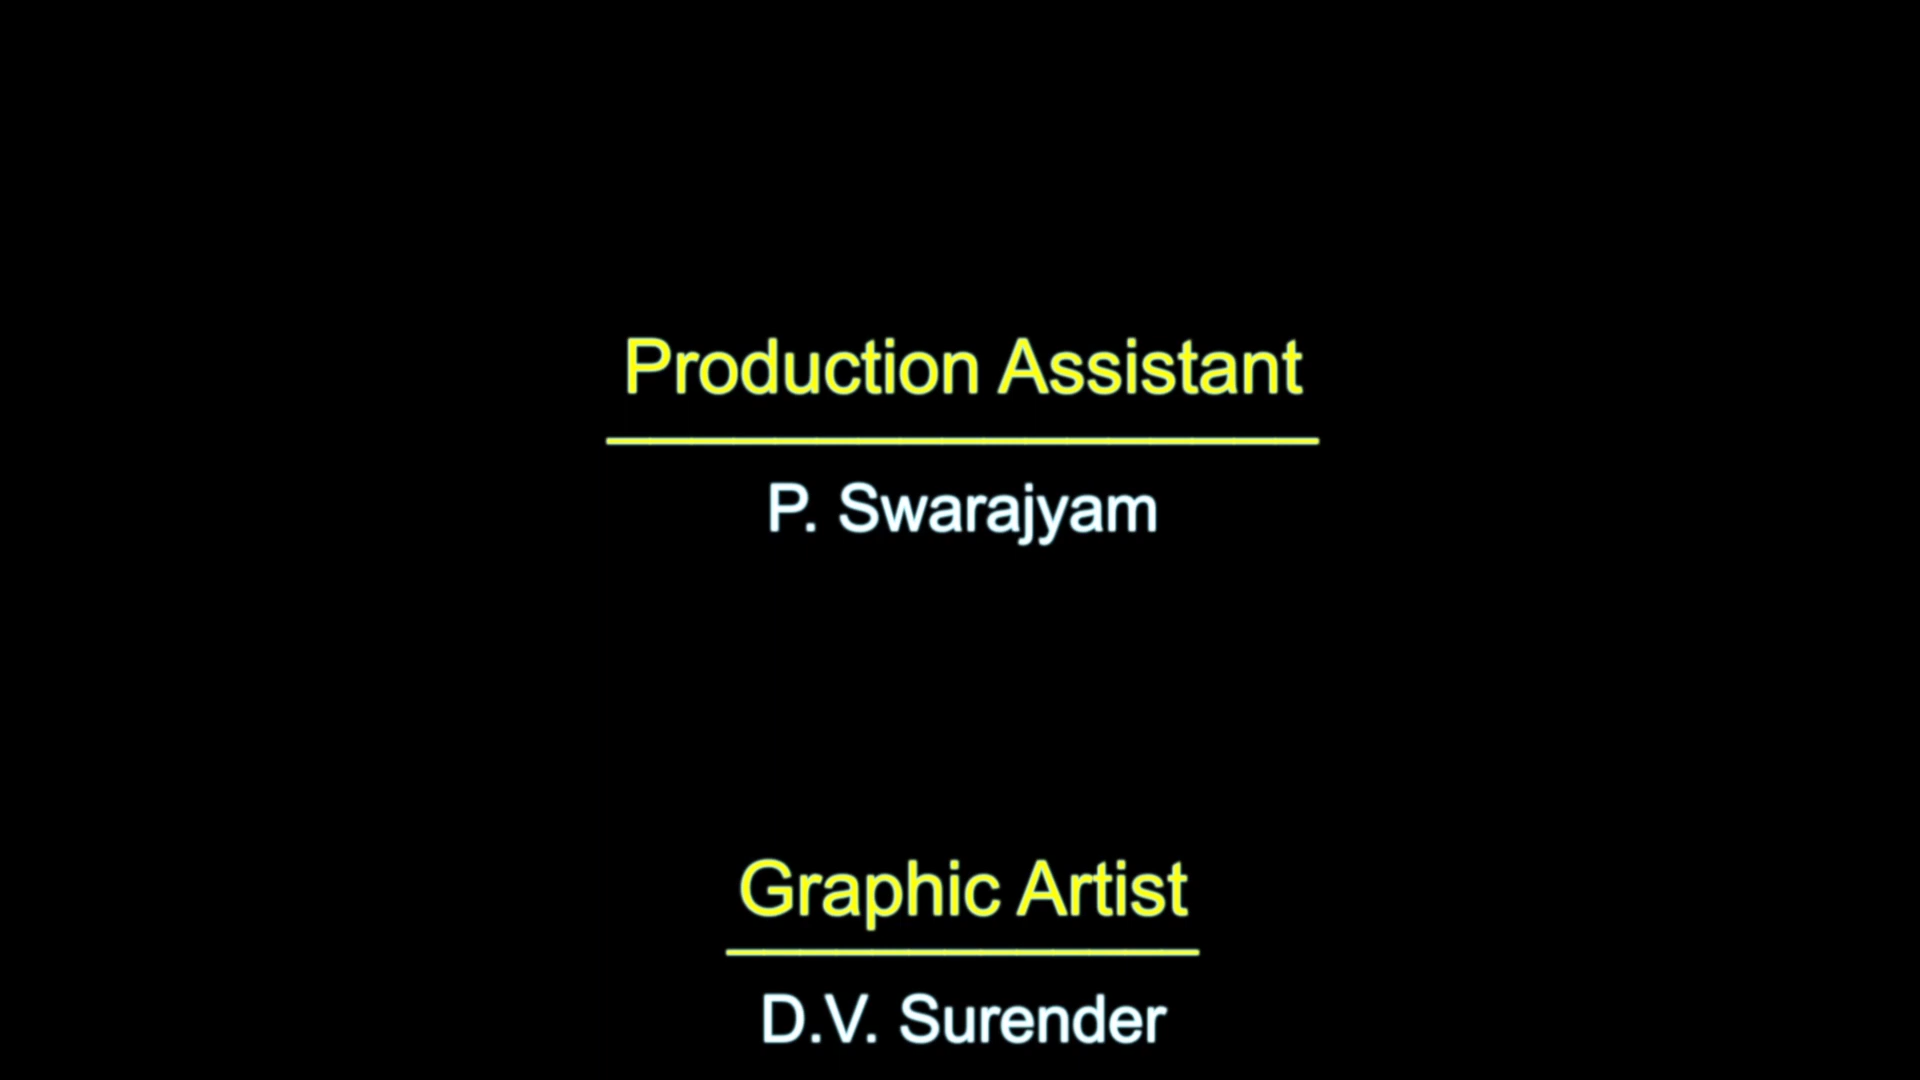 Production Assistant
P. Swarajyam
Graphic Artist
D.V. Surender